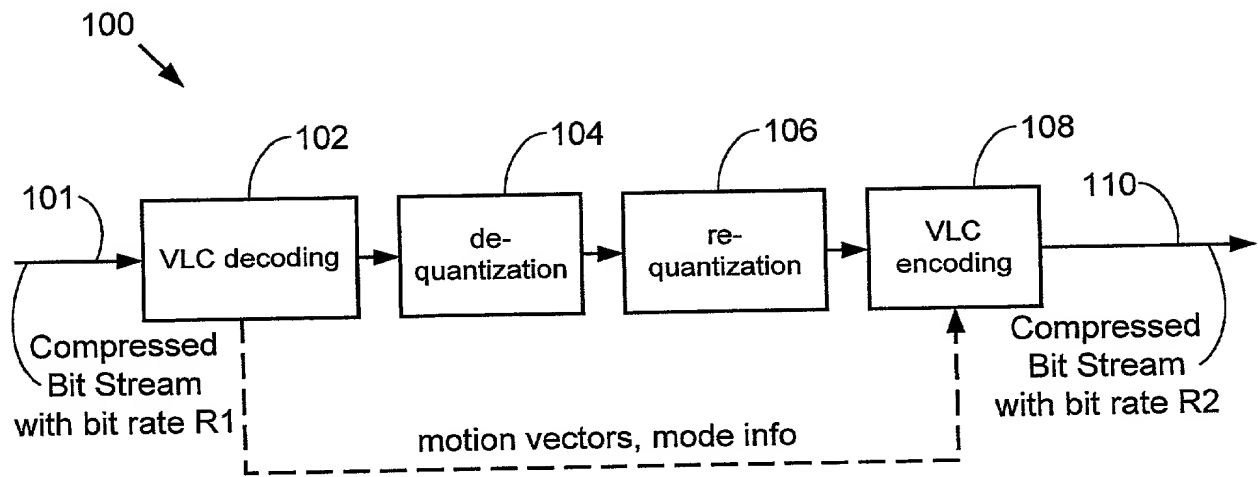 100
102
104
106
108
101
110
VLC decoding
de-
quantization
re-
quantization
VLC
encoding
Compressed
Bit Stream
with bit rate R1
Compressed
Bit Stream
with bit rate R2
motion vectors, mode info